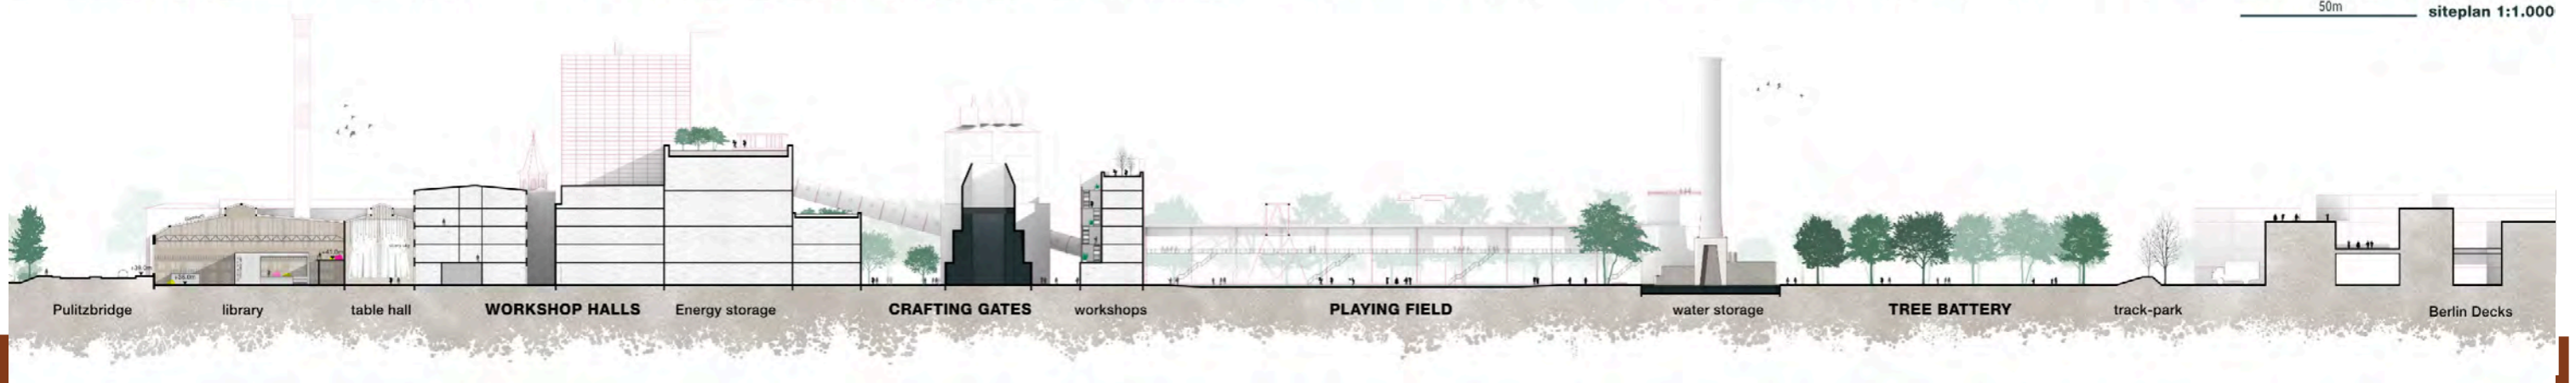 50m
siteplan 1:1.000
Pulitzbridge
library
table hall
WORKSHOP HALLS
Energy storage
CRAFTING GATES
workshops
PLAYING FIELD
water storage
TREE BATTERY
track-park
Berlin Decks